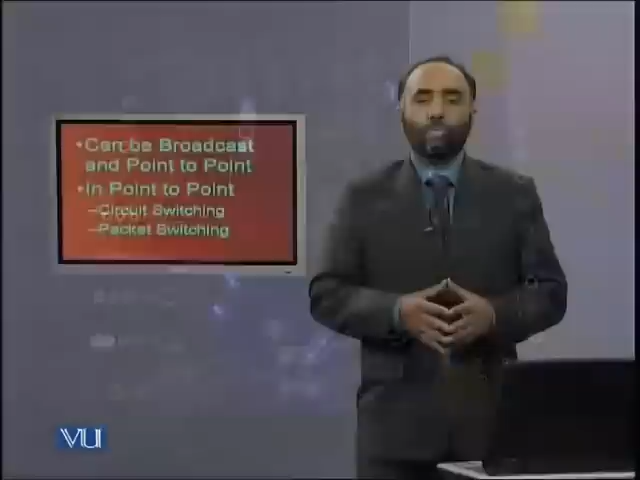 •Can be Broadcast
and Point to Point
•In Point to Point
–Circuit Switching
–Packet Switching
VU